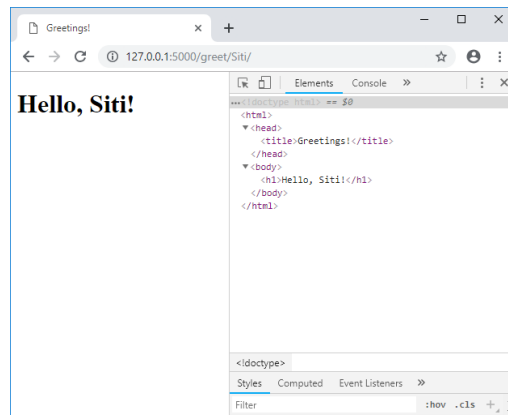 Greetings!
127.0.0.1:5000/greet/Siti/
Hello, Siti!
Elements Console »
...<!doctype html> == $0
<html>
▼<head>
<title>Greetings!</title>
</head>
▼<body>
<h1>Hello, Siti!</h1>
</body>
</html>
<!doctype>
Styles Computed Event Listeners »
Filter :hov .cls +